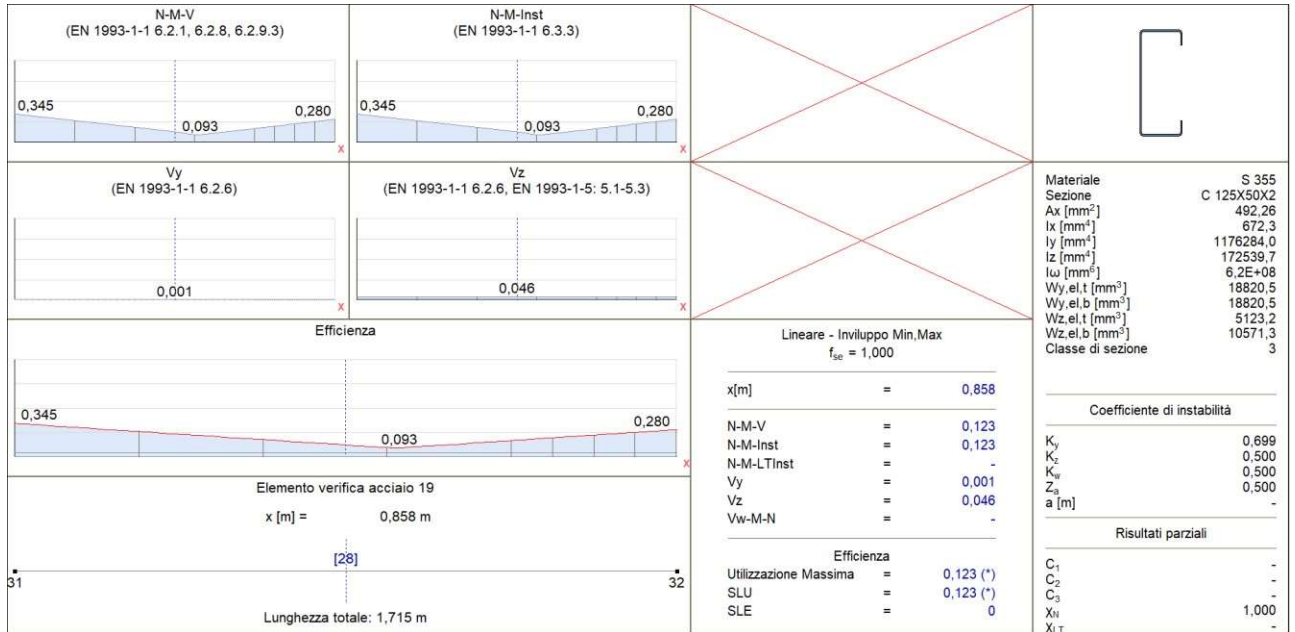 N-M-V
(EN 1993-1-1 6.2.1, 6.2.8, 6.2.9.3)
0,345
0,093
0,280
x
N-M-Inst
(EN 1993-1-1 6.3.3)
0,345
0,093
0,280
x
Vy
(EN 1993-1-1 6.2.6)
0,001
x
Vz
(EN 1993-1-1 6.2.6, EN 1993-1-5: 5.1-5.3)
0,046
x
Efficienza
0,345
0,093
0,280
x
Elemento verifica acciaio 19
x [m] = 0,858 m
[28]
31
32
Lunghezza totale: 1,715 m
Lineare - Inviluppo Min,Max
fse = 1,000
x[m] = 0,858
N-M-V = 0,123
N-M-Inst = 0,123
N-M-LTInst = -
Vy = 0,001
Vz = 0,046
Vw-M-N = -
Efficienza
Utilizzazione Massima = 0,123 (*)
SLU = 0,123 (*)
SLE = 0
Materiale S 355
Sezione C 125X50X2
Ax [mm²] 492,26
Ix [mm⁴] 672,3
Iy [mm⁴] 1176284,0
Iz [mm⁴] 172539,7
Iω [mm⁶] 6,2E+08
Wy,el,t [mm³] 18820,5
Wy,el,b [mm³] 18820,5
Wz,el,t [mm³] 5123,2
Wz,el,b [mm³] 10571,3
Classe di sezione 3
Coefficiente di instabilità
Ky 0,699
Kz 0,500
Kw 0,500
Za 0,500
a [m] -
Risultati parziali
C1 -
C2 -
C3 -
χN 1,000
χLT -